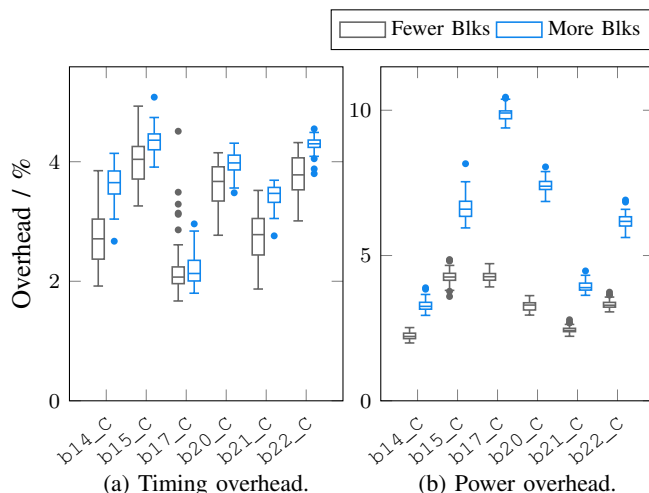 Fewer Blks More Blks
Overhead / %
4
2
0
b14_C b15_C b17_C b20_C b21_C b22_C
(a) Timing overhead.
10
5
0
b14_C b15_C b17_C b20_C b21_C b22_C
(b) Power overhead.